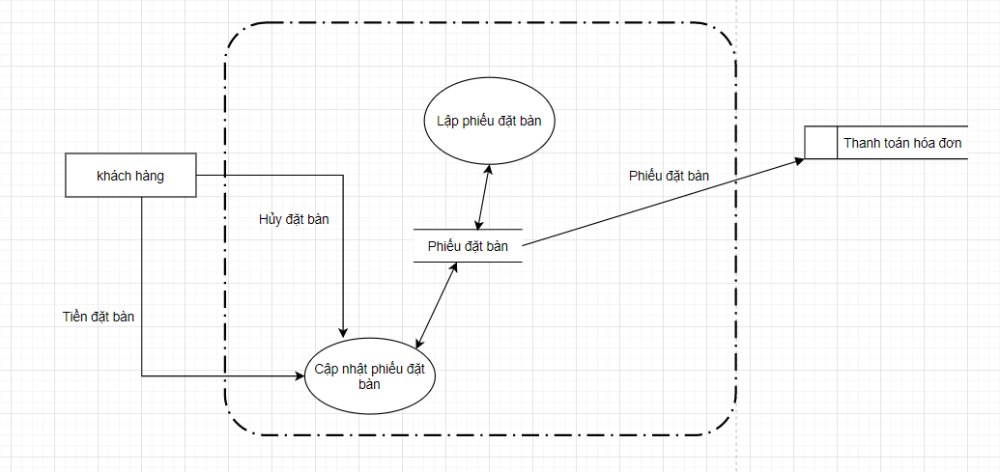 Lập phiếu đặt bàn
Thanh toán hóa đơn
khách hàng
Phiếu đặt bàn
Hủy đặt bàn
Phiếu đặt bàn
Tiền đặt bàn
Cập nhật phiếu đặt
bàn